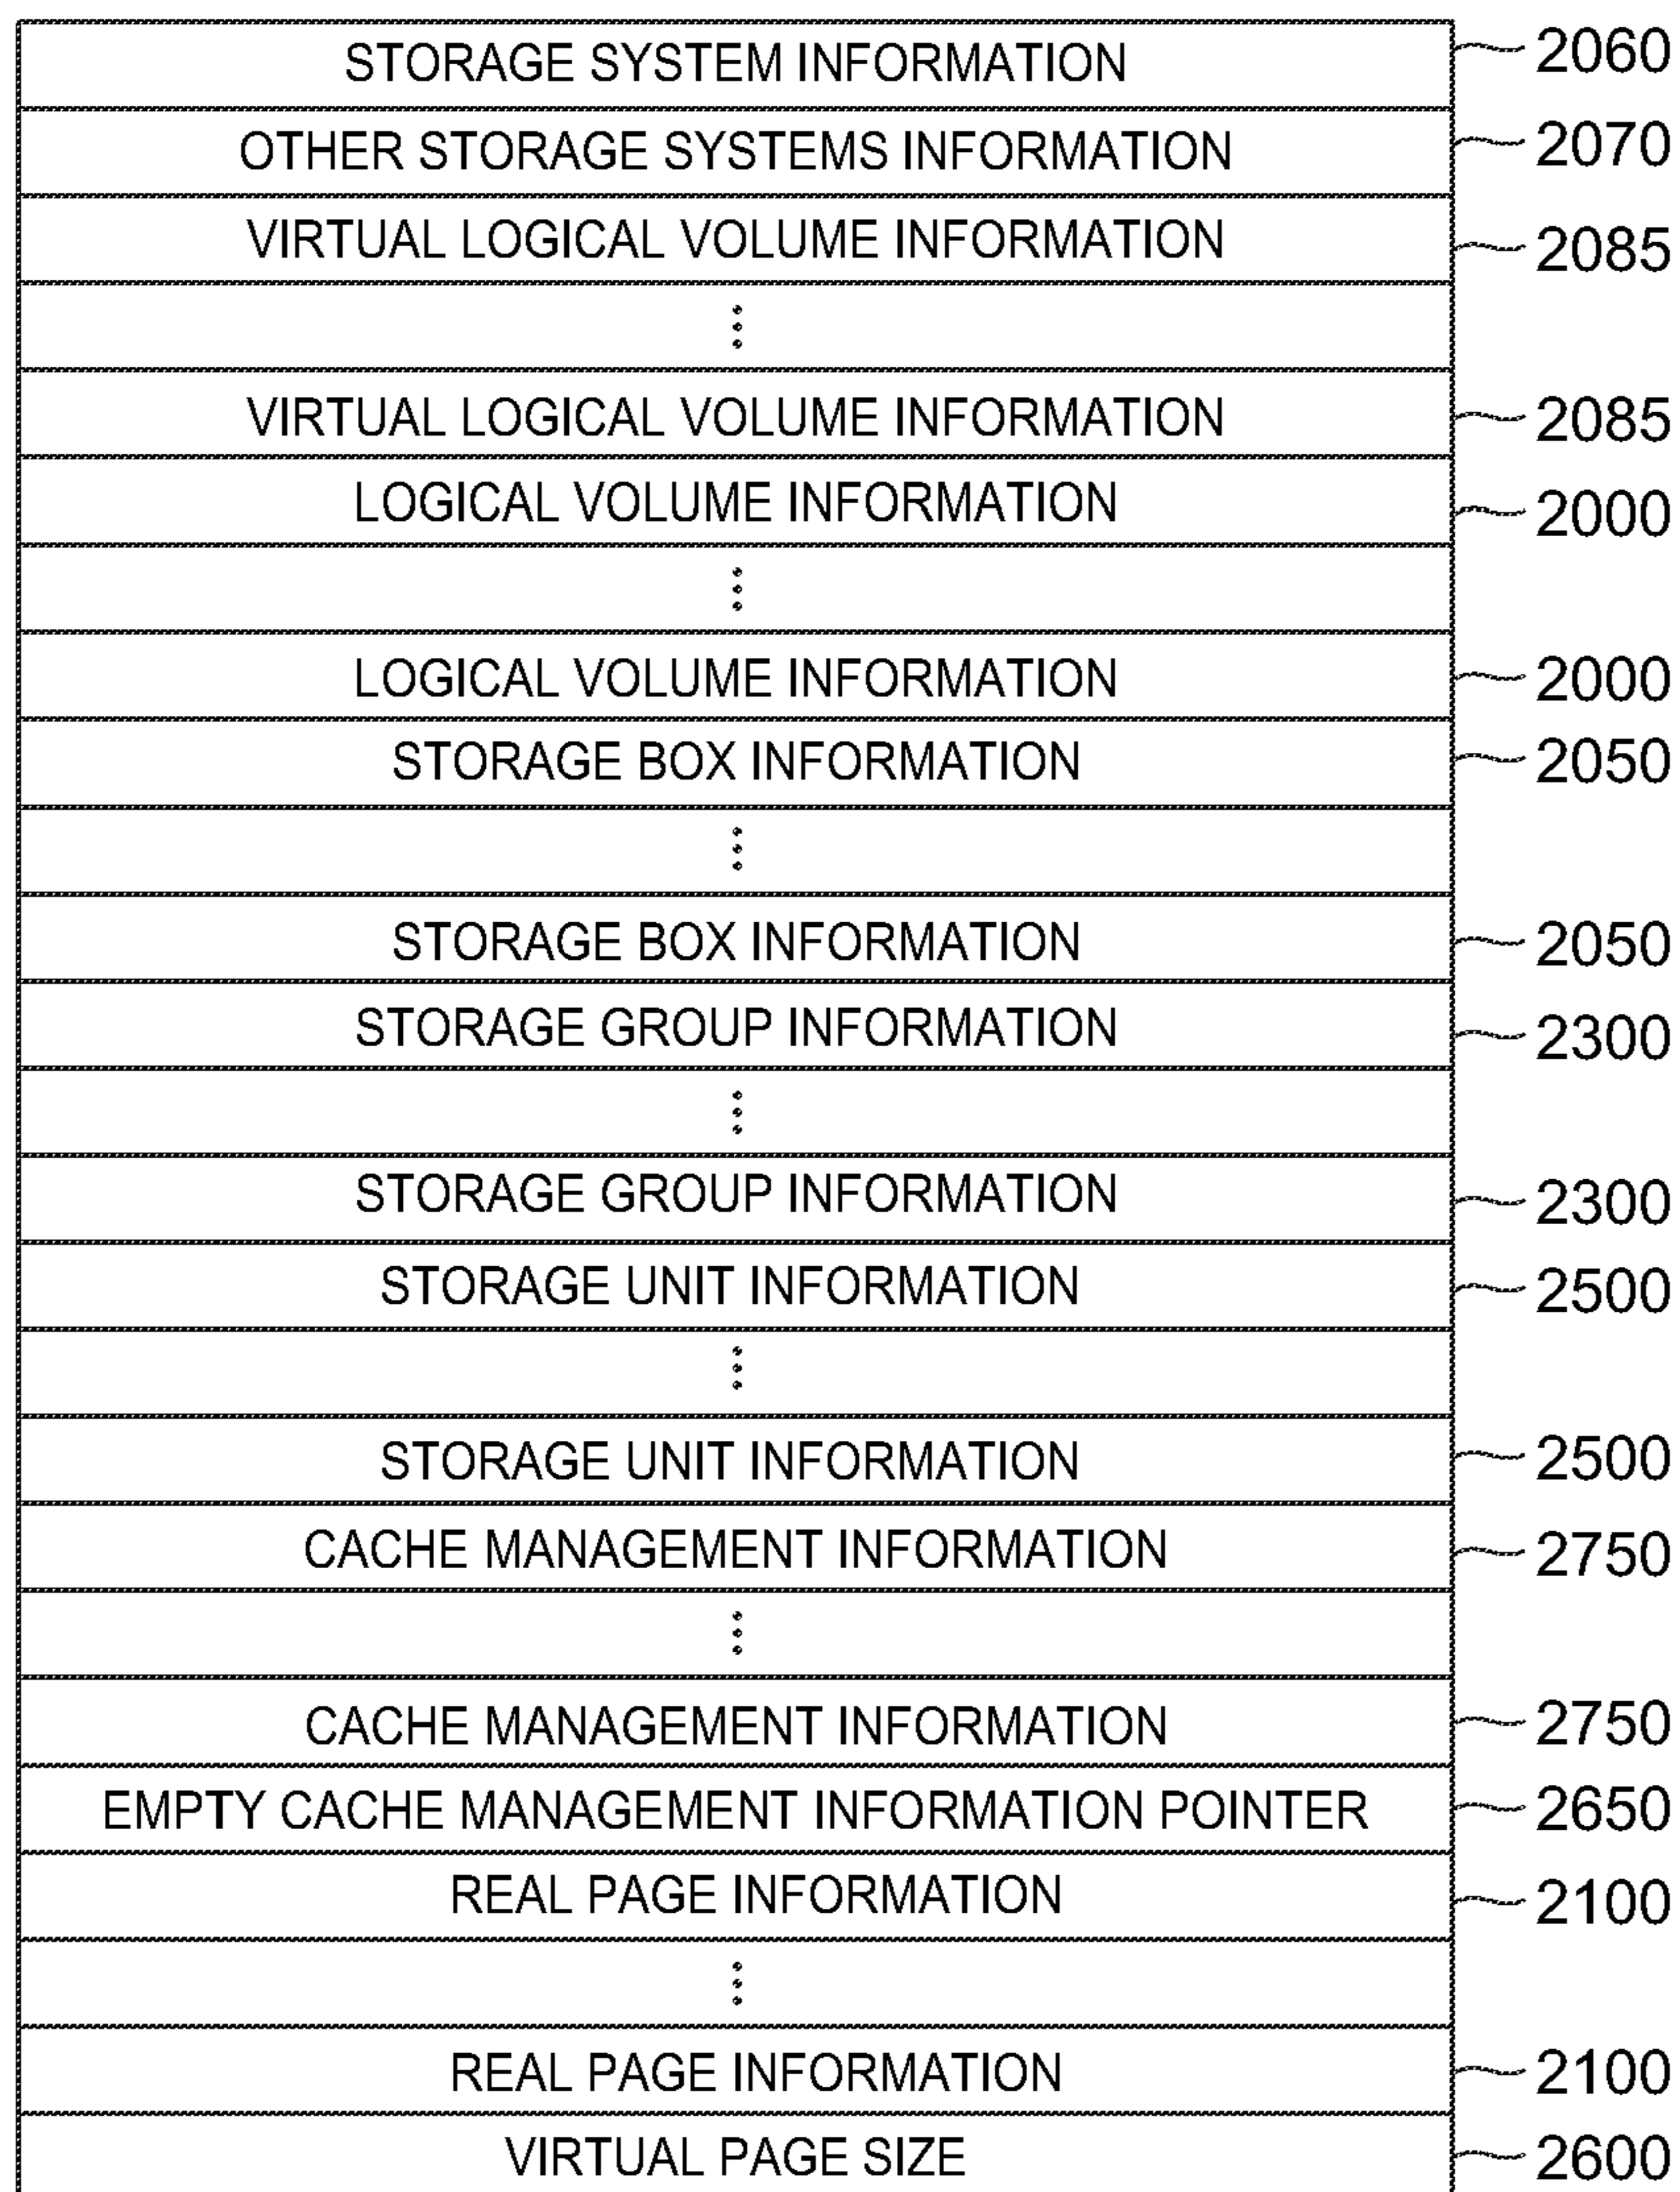 STORAGE SYSTEM INFORMATION 2060
OTHER STORAGE SYSTEMS INFORMATION 2070
VIRTUAL LOGICAL VOLUME INFORMATION 2085
⋮
VIRTUAL LOGICAL VOLUME INFORMATION 2085
LOGICAL VOLUME INFORMATION 2000
⋮
LOGICAL VOLUME INFORMATION 2000
STORAGE BOX INFORMATION 2050
⋮
STORAGE BOX INFORMATION 2050
STORAGE GROUP INFORMATION 2300
⋮
STORAGE GROUP INFORMATION 2300
STORAGE UNIT INFORMATION 2500
⋮
STORAGE UNIT INFORMATION 2500
CACHE MANAGEMENT INFORMATION 2750
⋮
CACHE MANAGEMENT INFORMATION 2750
EMPTY CACHE MANAGEMENT INFORMATION POINTER 2650
REAL PAGE INFORMATION 2100
⋮
REAL PAGE INFORMATION 2100
VIRTUAL PAGE SIZE 2600